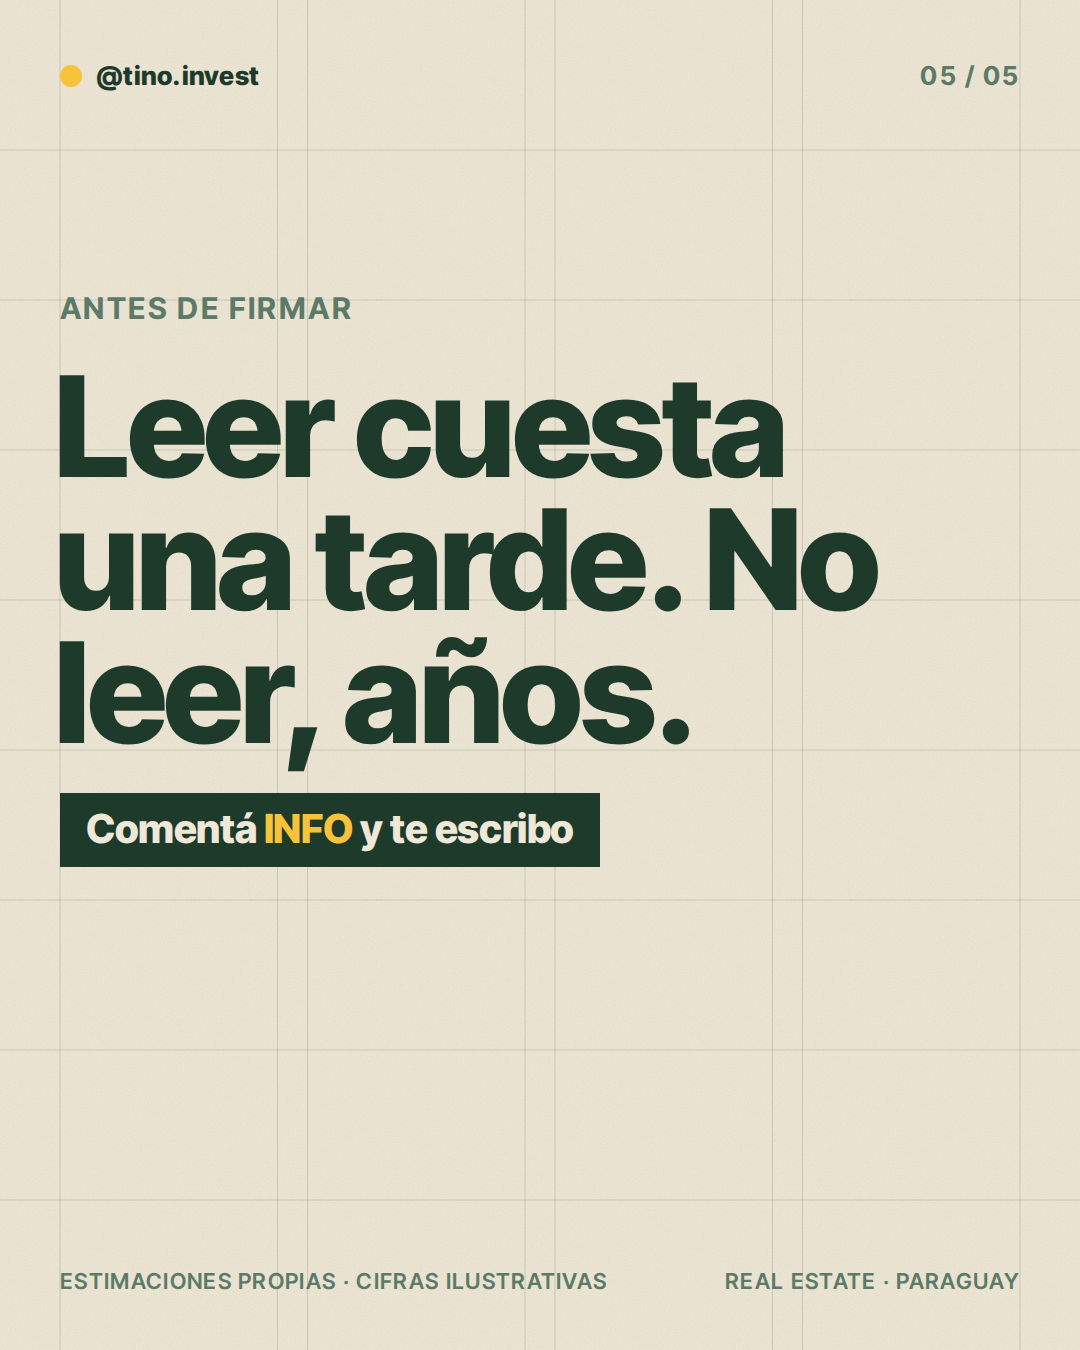 @tino.invest
05 / 05
ANTES DE FIRMAR
Leer cuesta
una tarde. No
leer, años.
Comentá INFO y te escribo
ESTIMACIONES PROPIAS · CIFRAS ILUSTRATIVAS
REAL ESTATE · PARAGUAY